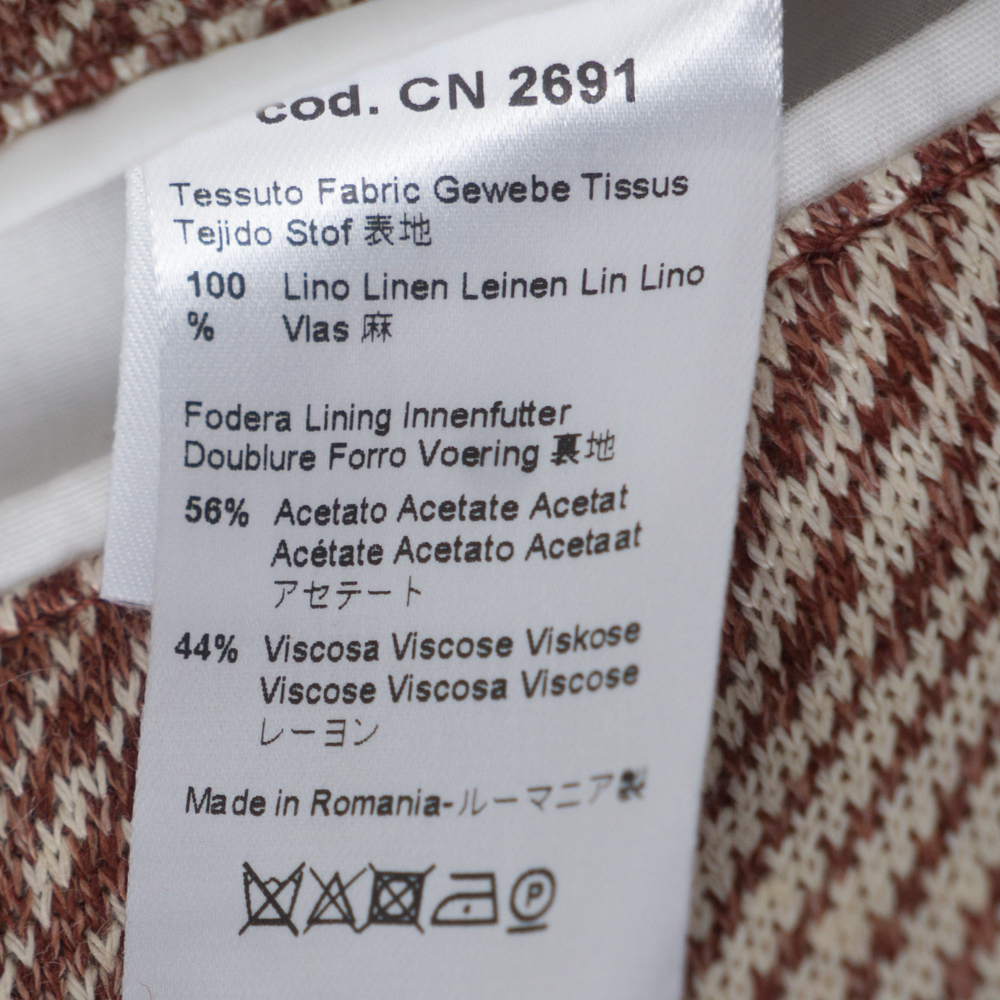 cod. CN 2691
Tessuto Fabric Gewebe Tissus
Tejido Stof 表地
100 Lino Linen Leinen Lin Lino
% Vlas 麻
Fodera Lining Innenfutter
Doublure Forro Voering 裏地
56% Acetato Acetate Acetat
Acétate Acetato Acetaat
アセテート
44% Viscosa Viscose Viskose
Viscose Viscosa Viscose
レーヨン
Made in Romania-ルーマニア製
P